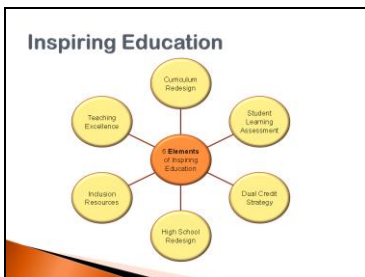 Inspiring Education
Curriculum
Redesign
Student
Learning
Assessment
Dual Credit
Strategy
High School
Redesign
Inclusion
Resources
Teaching
Excellence
6 Elements
of Inspiring
Education